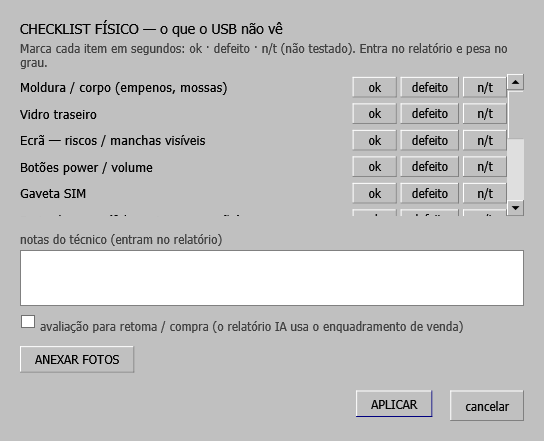 CHECKLIST FÍSICO — o que o USB não vê
Marca cada item em segundos: ok · defeito · n/t (não testado). Entra no relatório e pesa no
grau.
Moldura / corpo (empenos, mossas) ok defeito n/t
Vidro traseiro ok defeito n/t
Ecrã — riscos / manchas visíveis ok defeito n/t
Botões power / volume ok defeito n/t
Gaveta SIM ok defeito n/t
notas do técnico (entram no relatório)
avaliação para retoma / compra (o relatório IA usa o enquadramento de venda)
ANEXAR FOTOS
APLICAR cancelar